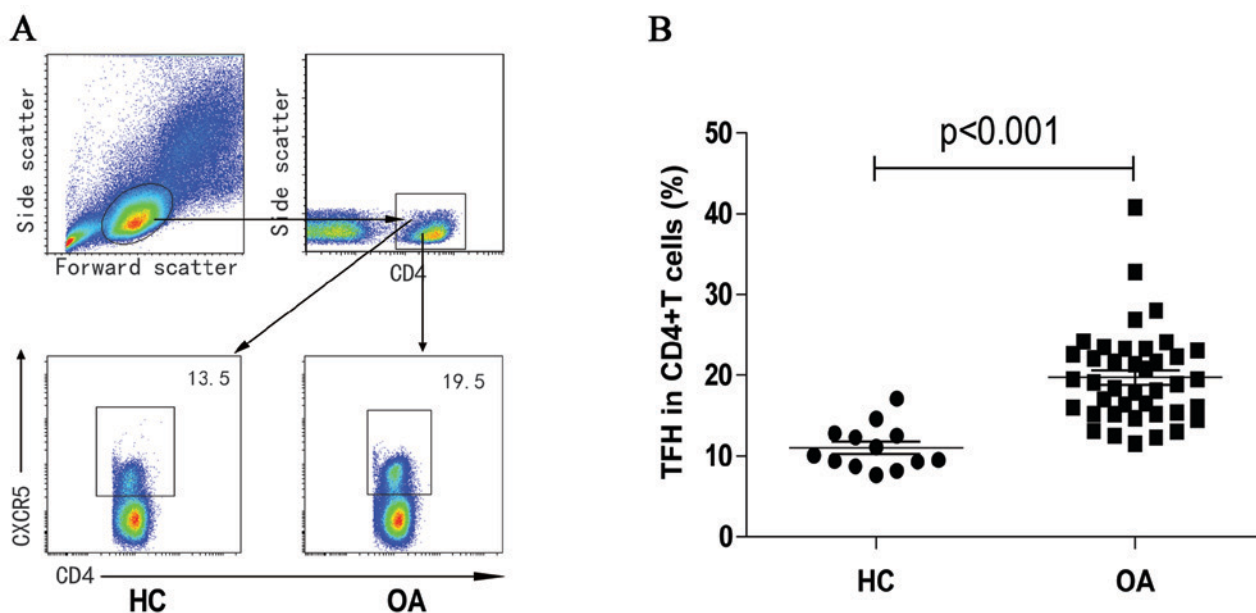 A
Side scatter
Forward scatter
Side scatter
CD4
CXCR5
13.5
19.5
CD4
HC
OA
B
p<0.001
TFH in CD4+T cells (%)
50
40
30
20
10
0
HC
OA